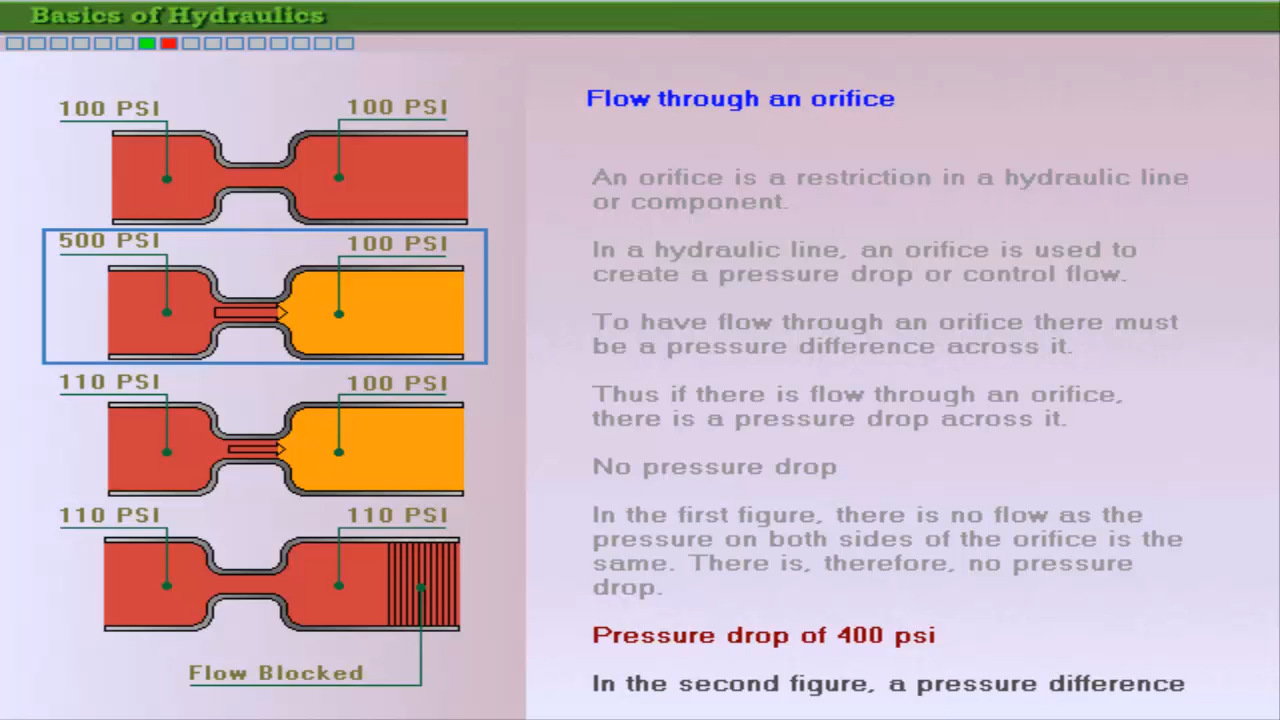 Basics of Hydraulics
100 PSI
100 PSI
500 PSI
100 PSI
110 PSI
100 PSI
110 PSI
110 PSI
Flow Blocked
Flow through an orifice
An orifice is a restriction in a hydraulic line
or component.
In a hydraulic line, an orifice is used to
create a pressure drop or control flow.
To have flow through an orifice there must
be a pressure difference across it.
Thus if there is flow through an orifice,
there is a pressure drop across it.
No pressure drop
In the first figure, there is no flow as the
pressure on both sides of the orifice is the
same. There is, therefore, no pressure
drop.
Pressure drop of 400 psi
In the second figure, a pressure difference